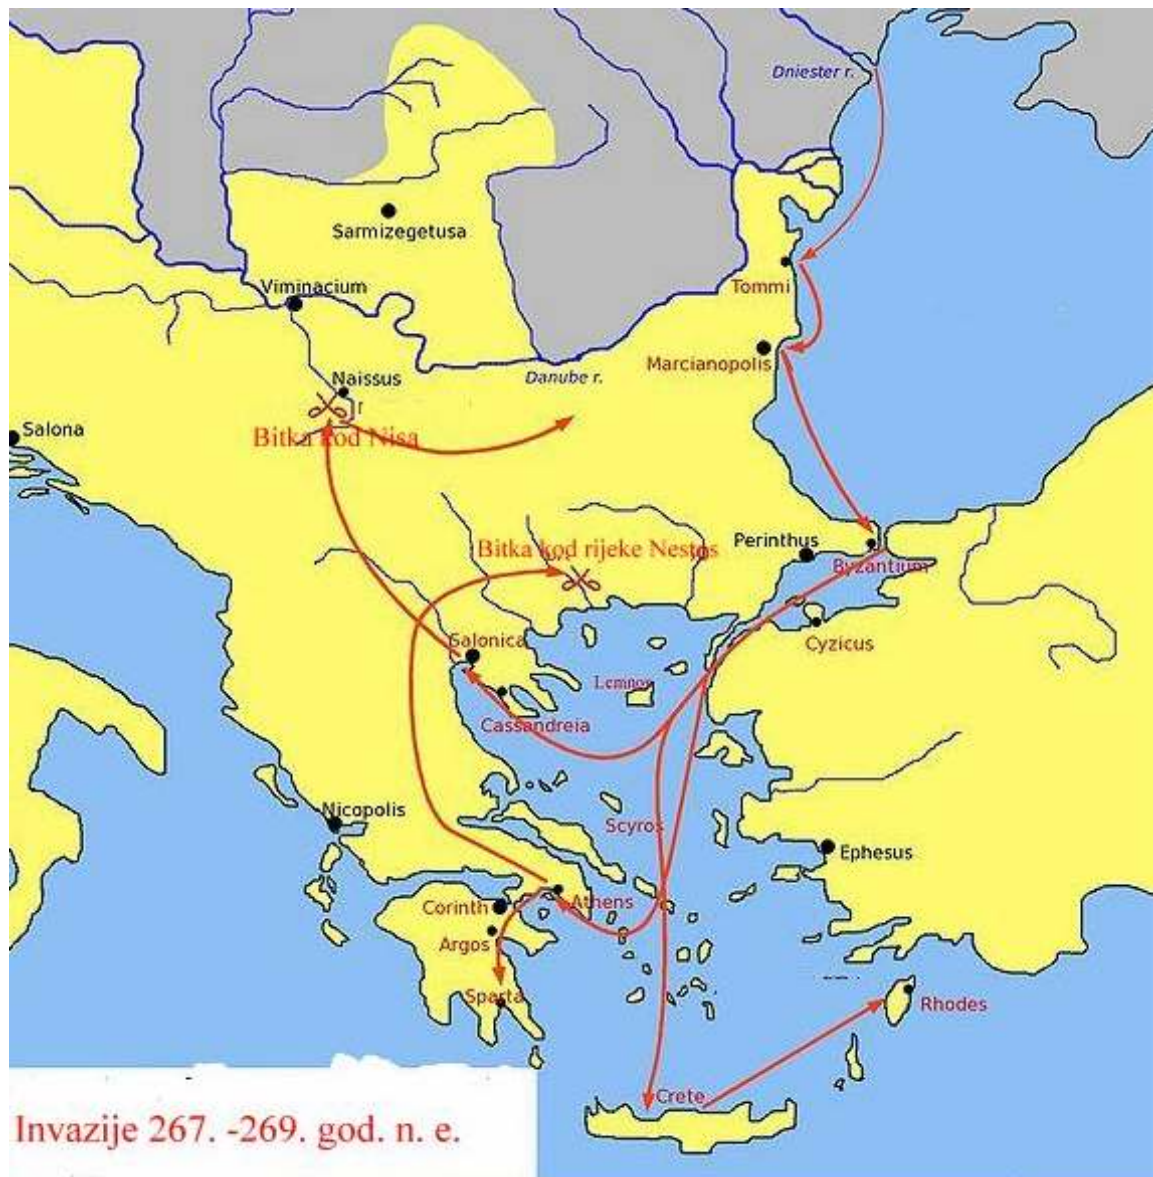 Dniester r.
Sarmizegetusa
Tommi
Viminacium
Marcianopolis
Naissus
Danube r.
Salona
Bitka kod Nisa
Perinthus
Bitka kod rijeke Nestos
Byzantium
Salonica
Cyzicus
Lemnos
Cassandreia
Nicopolis
Scyros
Ephesus
Corinth
Athens
Argos
Sparta
Rhodes
Crete
Invazije 267. -269. god. n. e.